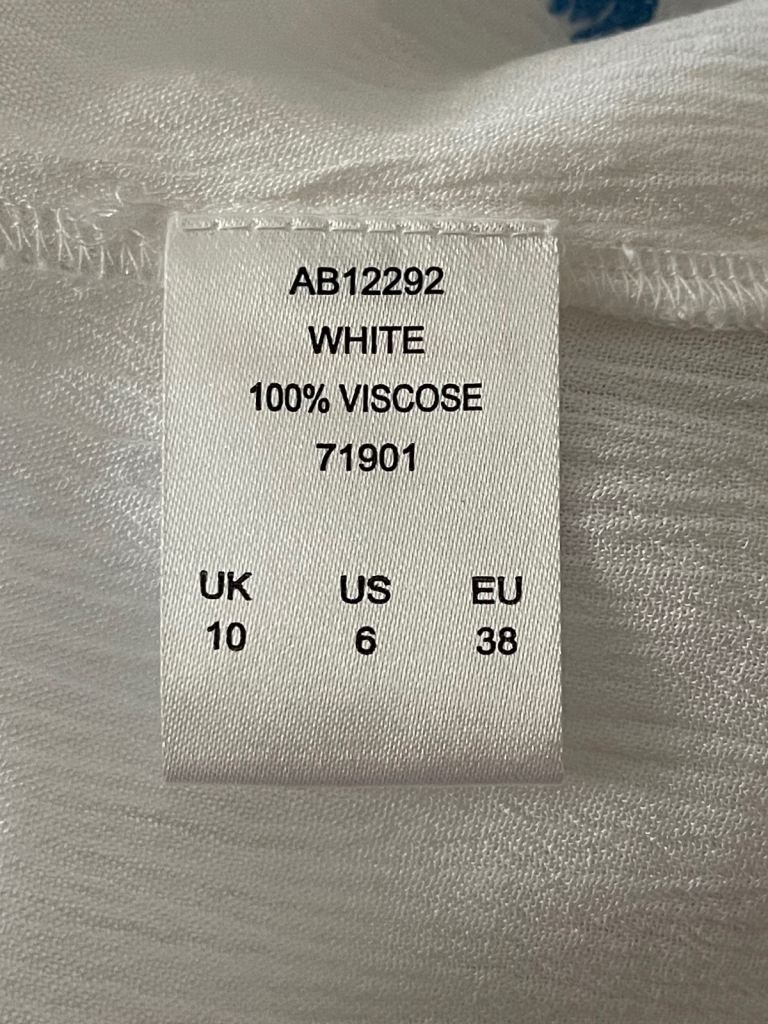 AB12292
WHITE
100% VISCOSE
71901
UK US EU
10 6 38